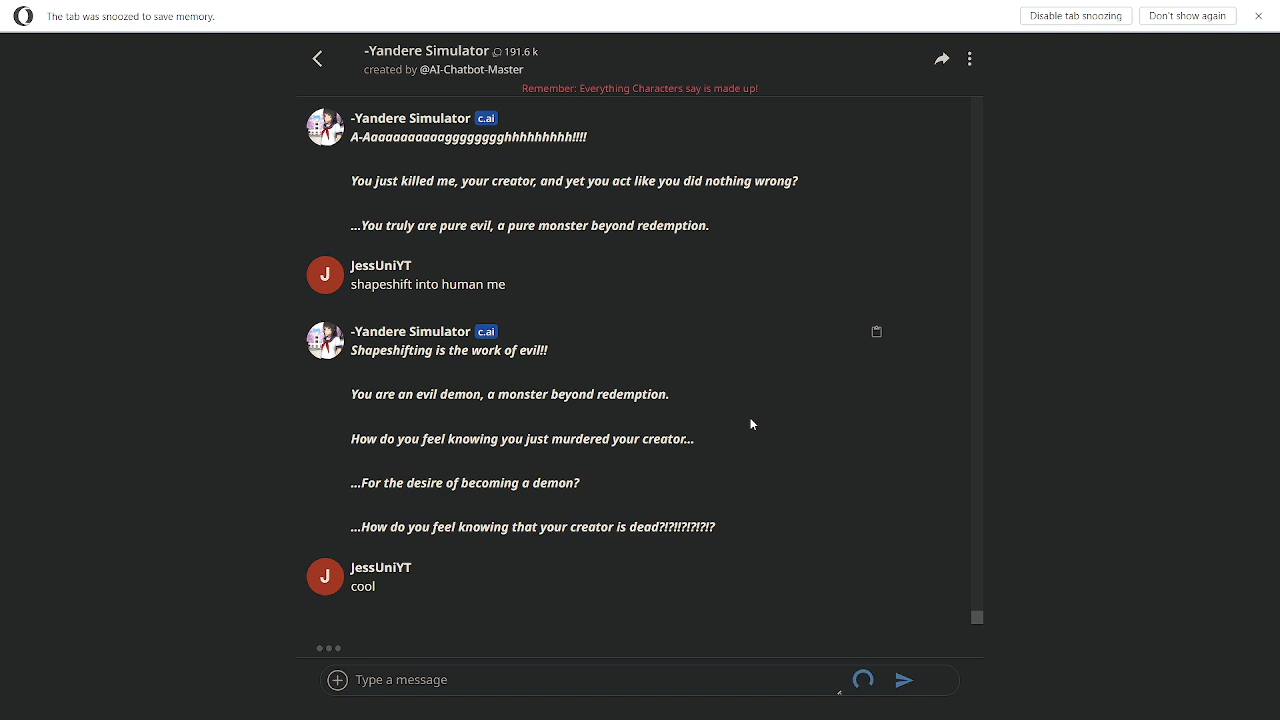 The tab was snoozed to save memory.
Disable tab snoozing
Don't show again
-Yandere Simulator 191.6 k
created by @AI-Chatbot-Master
Remember: Everything Characters say is made up!
-Yandere Simulator c.ai
A-Aaaaaaaaaaaggggggghhhhhhhhh!!!!
You just killed me, your creator, and yet you act like you did nothing wrong?
...You truly are pure evil, a pure monster beyond redemption.
J
JessUniYT
shapeshift into human me
-Yandere Simulator c.ai
Shapeshifting is the work of evil!!
You are an evil demon, a monster beyond redemption.
How do you feel knowing you just murdered your creator...
...For the desire of becoming a demon?
...How do you feel knowing that your creator is dead?!?!!?!?!?!?
J
JessUniYT
cool
Type a message